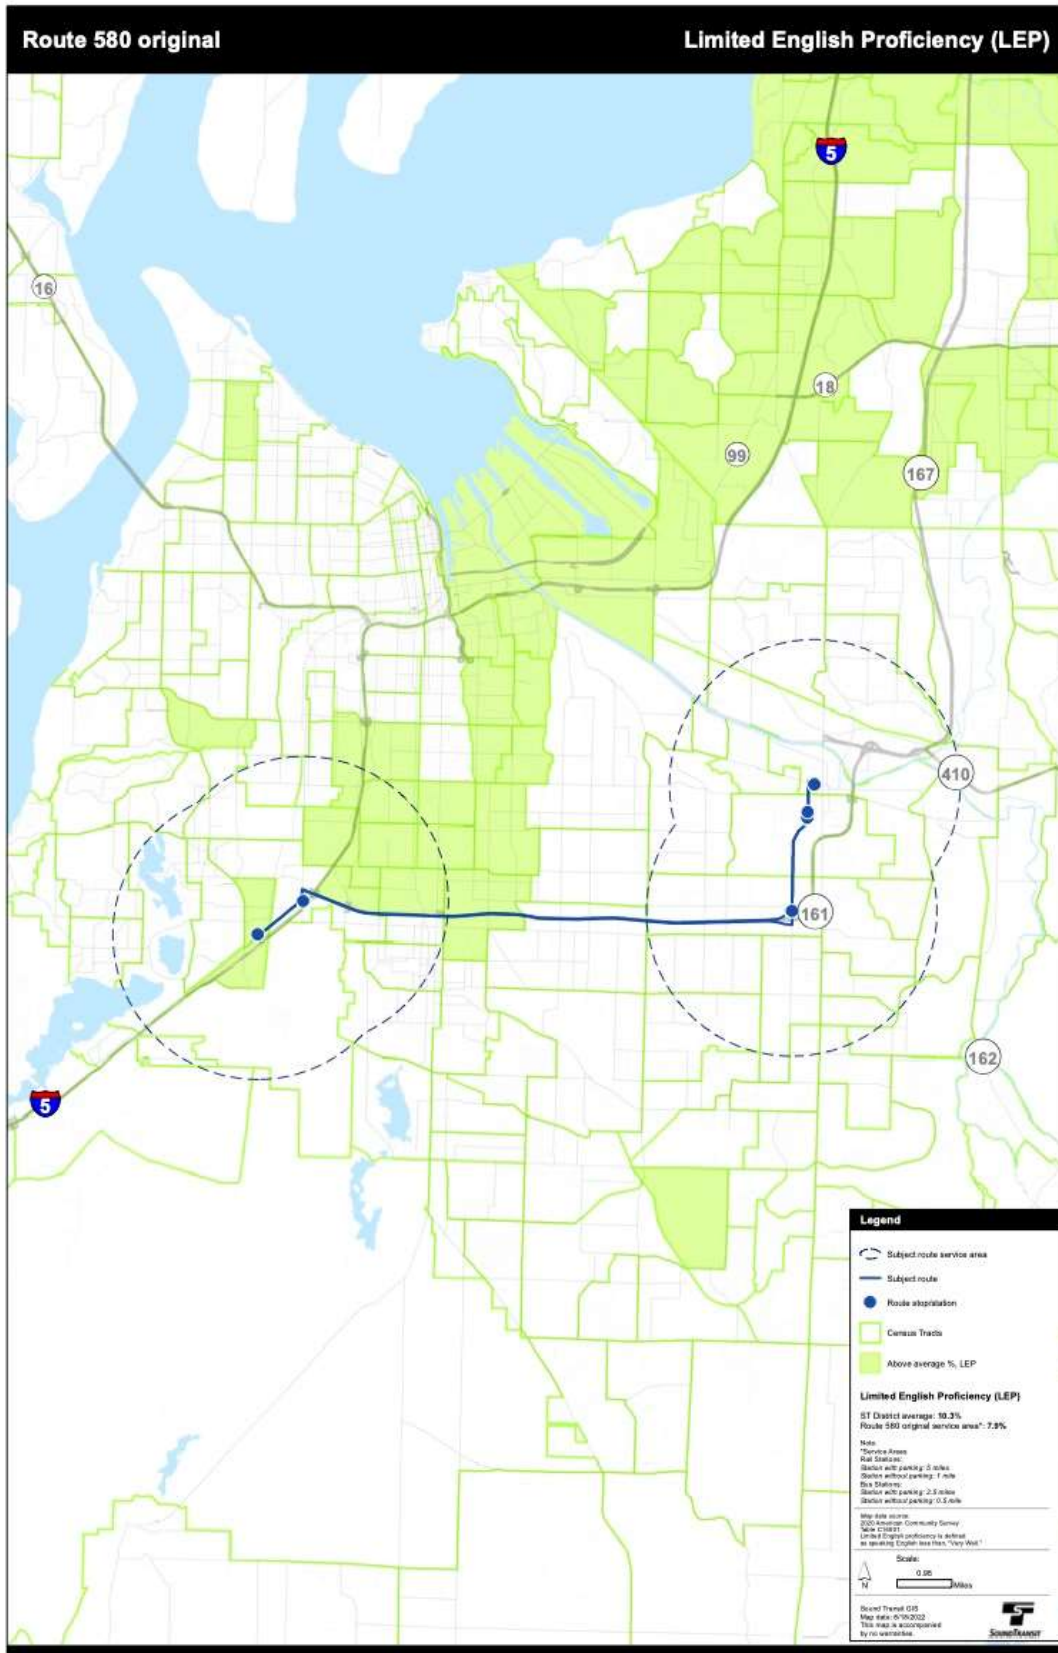 Route 580 original
Limited English Proficiency (LEP)
5
16
18
99
167
410
161
162
5
Legend
Subject route service area
Subject route
Route stop/station
Census Tracts
Above average %, LEP
Limited English Proficiency (LEP)
ST District average: 10.3%
Route 580 original service area*: 7.9%
Note:
*Service Areas
Rail Stations:
Station with parking: 5 miles
Station without parking: 1 mile
Bus Stations:
Station with parking: 2.5 miles
Station without parking: 0.5 mile
Map data source:
2020 American Community Survey
Limited English proficiency is defined
as speaking English less than, "Very Well."
Scale:
N
Miles
Sound Transit GIS
This map is accompanied
by no warranties.
SOUNDTRANSIT